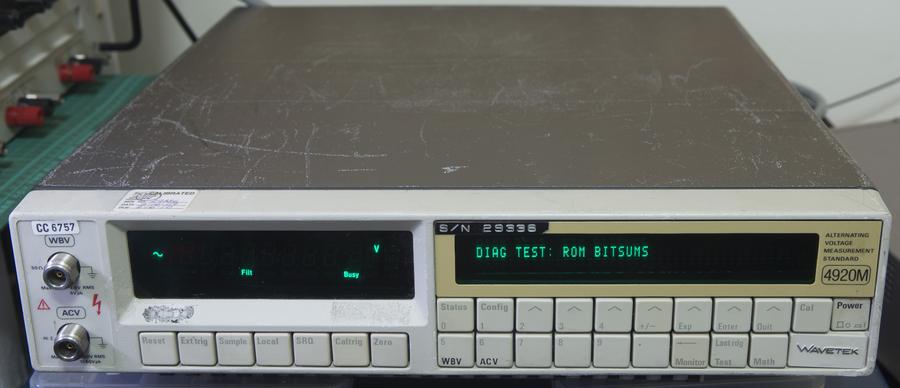 CALIBRATED
CC 6757
WBV
50Ω
ACV
~
V
Filt
Busy
Reset
Ext'trig
Sample
Local
SRQ
Caltrig
Zero
S/N 29336
DIAG TEST: ROM BITSUMS
ALTERNATING
VOLTAGE
MEASUREMENT
STANDARD
4920M
Status
0
Config
1
2
3
4
+/−
Exp
Enter
Quit
Cal
Power
5
WBV
6
ACV
7
8
9
.
←
Monitor
Last rdg
Test
Math
WAVETEK